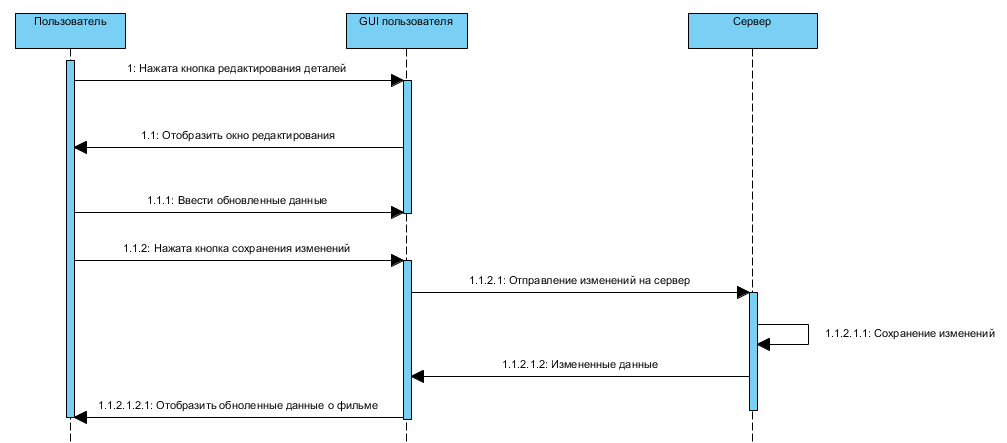 Пользователь
GUI пользователя
Сервер
1: Нажата кнопка редактирования деталей
1.1: Отобразить окно редактирования
1.1.1: Ввести обновленные данные
1.1.2: Нажата кнопка сохранения изменений
1.1.2.1: Отправление изменений на сервер
1.1.2.1.1: Сохранение изменений
1.1.2.1.2: Измененные данные
1.1.2.1.2.1: Отобразить обноленные данные о фильме